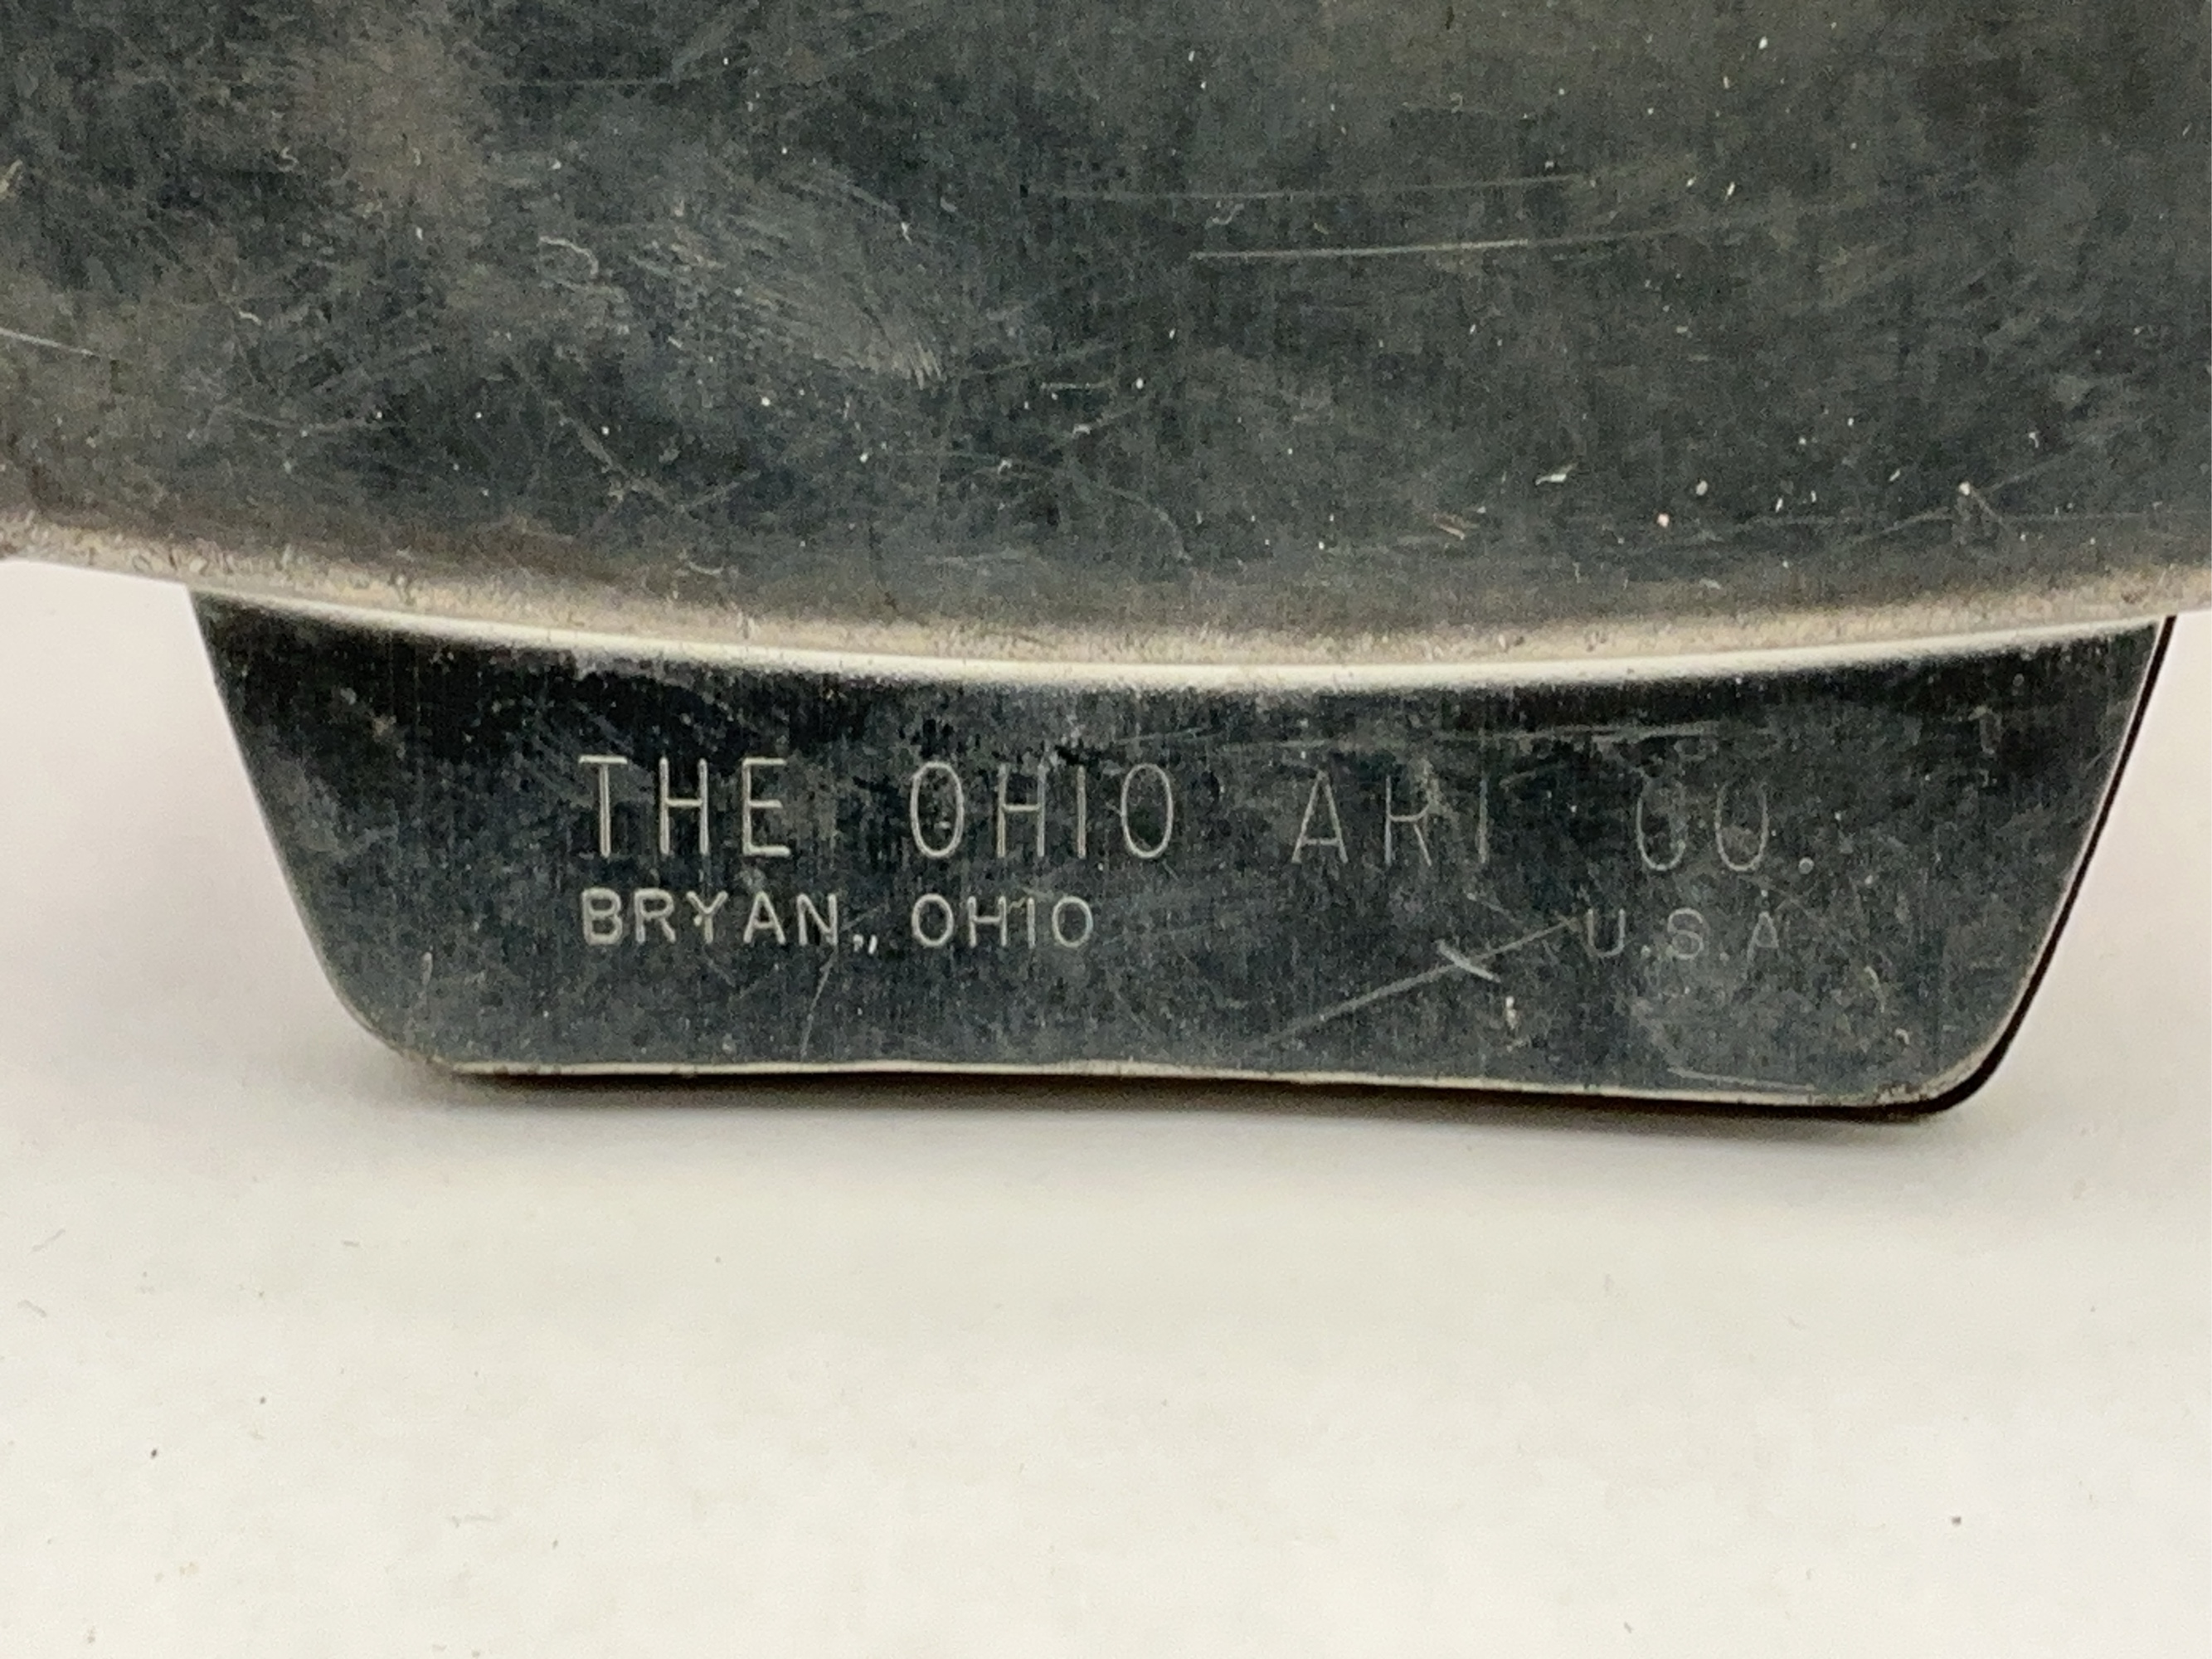 THE OHIO ART CO.
BRYAN, OHIO U.S.A